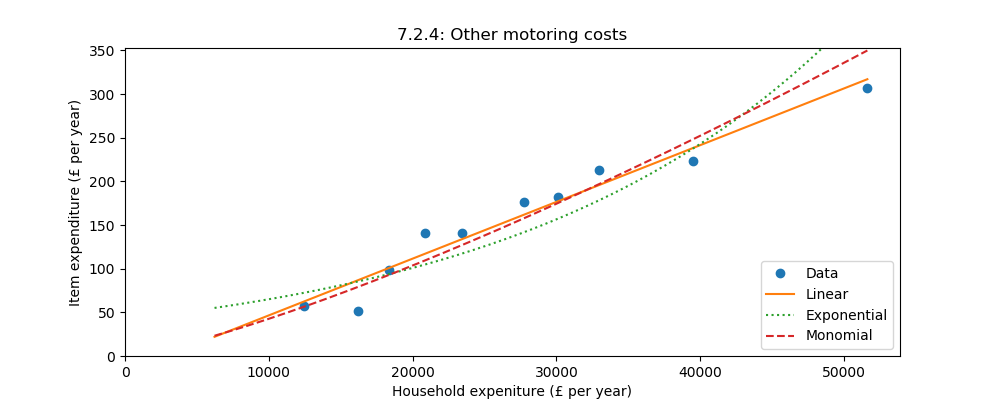 7.2.4: Other motoring costs
Item expenditure (£ per year)
350
300
250
200
150
100
50
0
0 10000 20000 30000 40000 50000
Household expeniture (£ per year)
Data
Linear
Exponential
Monomial